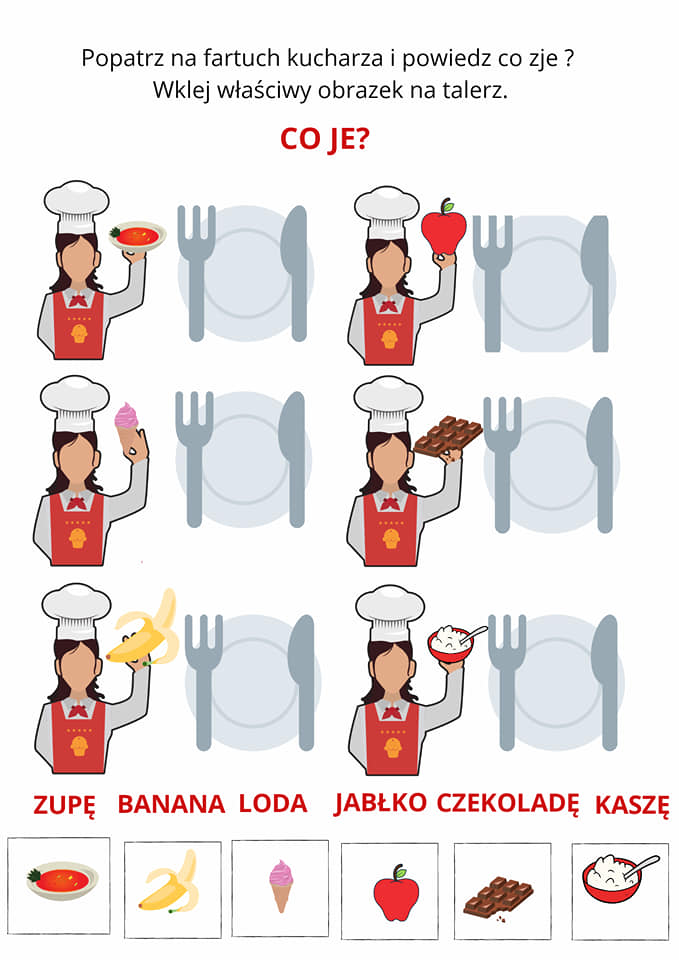 Popatrz na fartuch kucharza i powiedz co zje ?
Wklej właściwy obrazek na talerz.
CO JE?
ZUPĘ BANANA LODA JABŁKO CZEKOLADĘ KASZĘ